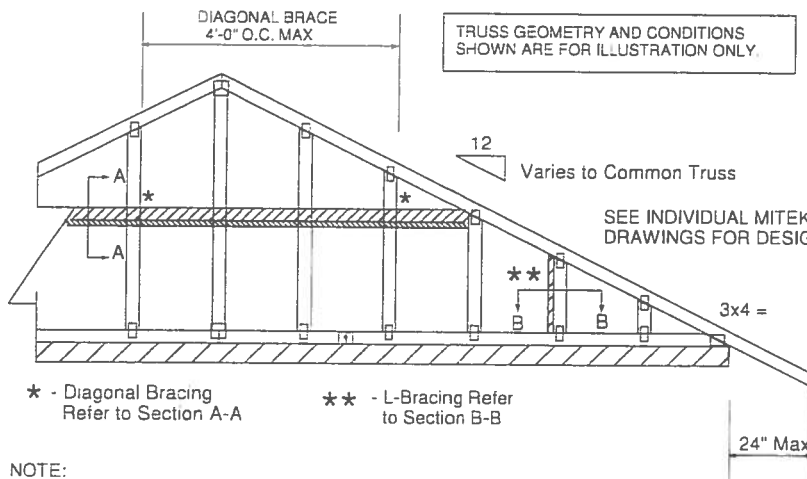 DIAGONAL BRACE
4'-0" O.C. MAX
TRUSS GEOMETRY AND CONDITIONS
SHOWN ARE FOR ILLUSTRATION ONLY.
12
Varies to Common Truss
A
*
*
SEE INDIVIDUAL MITEK
DRAWINGS FOR DESIG
A
**
B
B
3x4 =
* - Diagonal Bracing
Refer to Section A-A
** - L-Bracing Refer
to Section B-B
24" Max
NOTE: